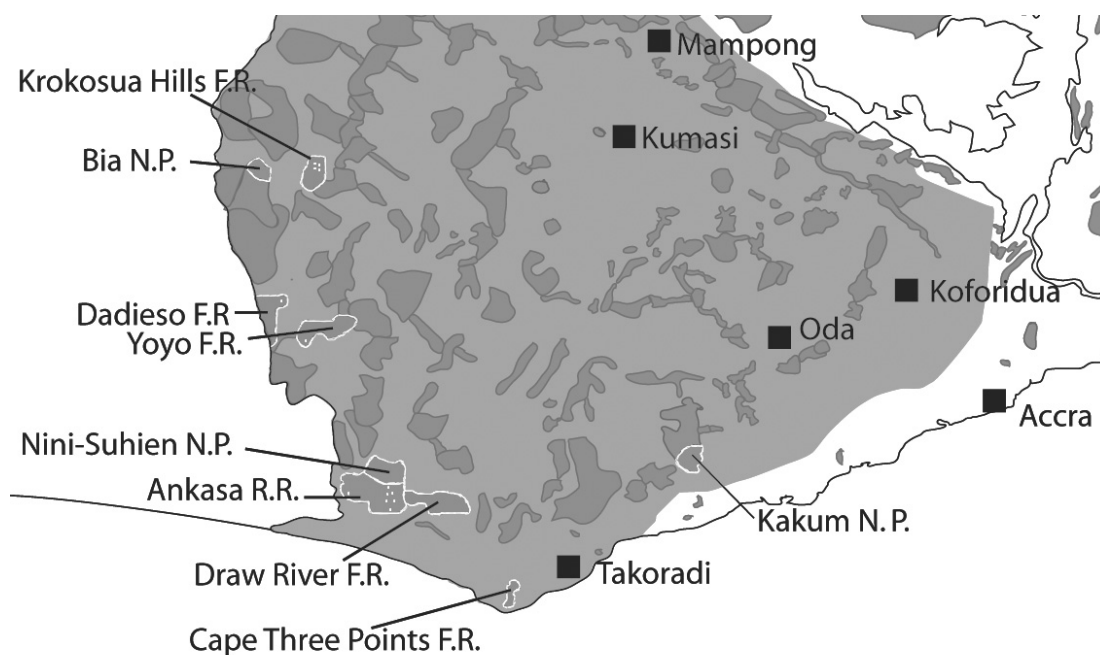 Mampong
Krokosua Hills F.R.
Kumasi
Bia N.P.
Koforidua
Dadieso F.R
Yoyo F.R.
Oda
Accra
Nini-Suhien N.P.
Ankasa R.R.
Kakum N. P.
Draw River F.R.
Takoradi
Cape Three Points F.R.